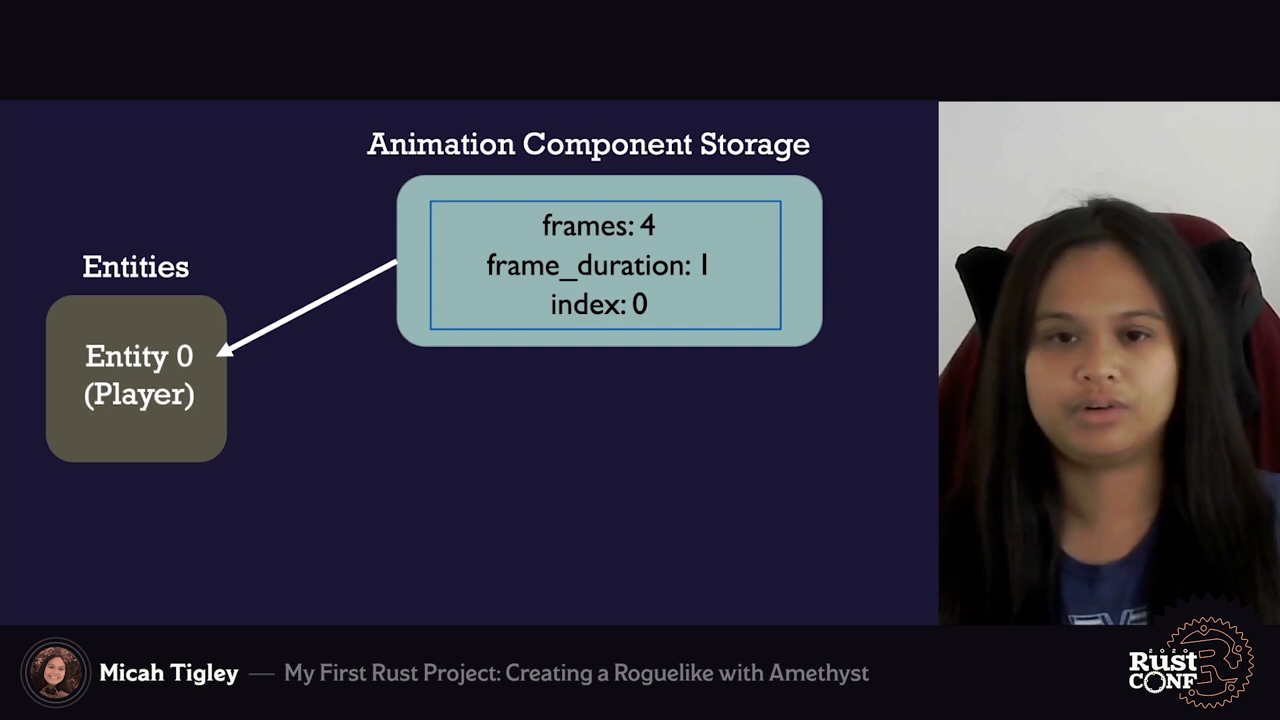 Animation Component Storage
frames: 4
frame_duration: 1
index: 0
Entities
Entity 0
(Player)
Micah Tigley — My First Rust Project: Creating a Roguelike with Amethyst
2020
Rust
CONF
R